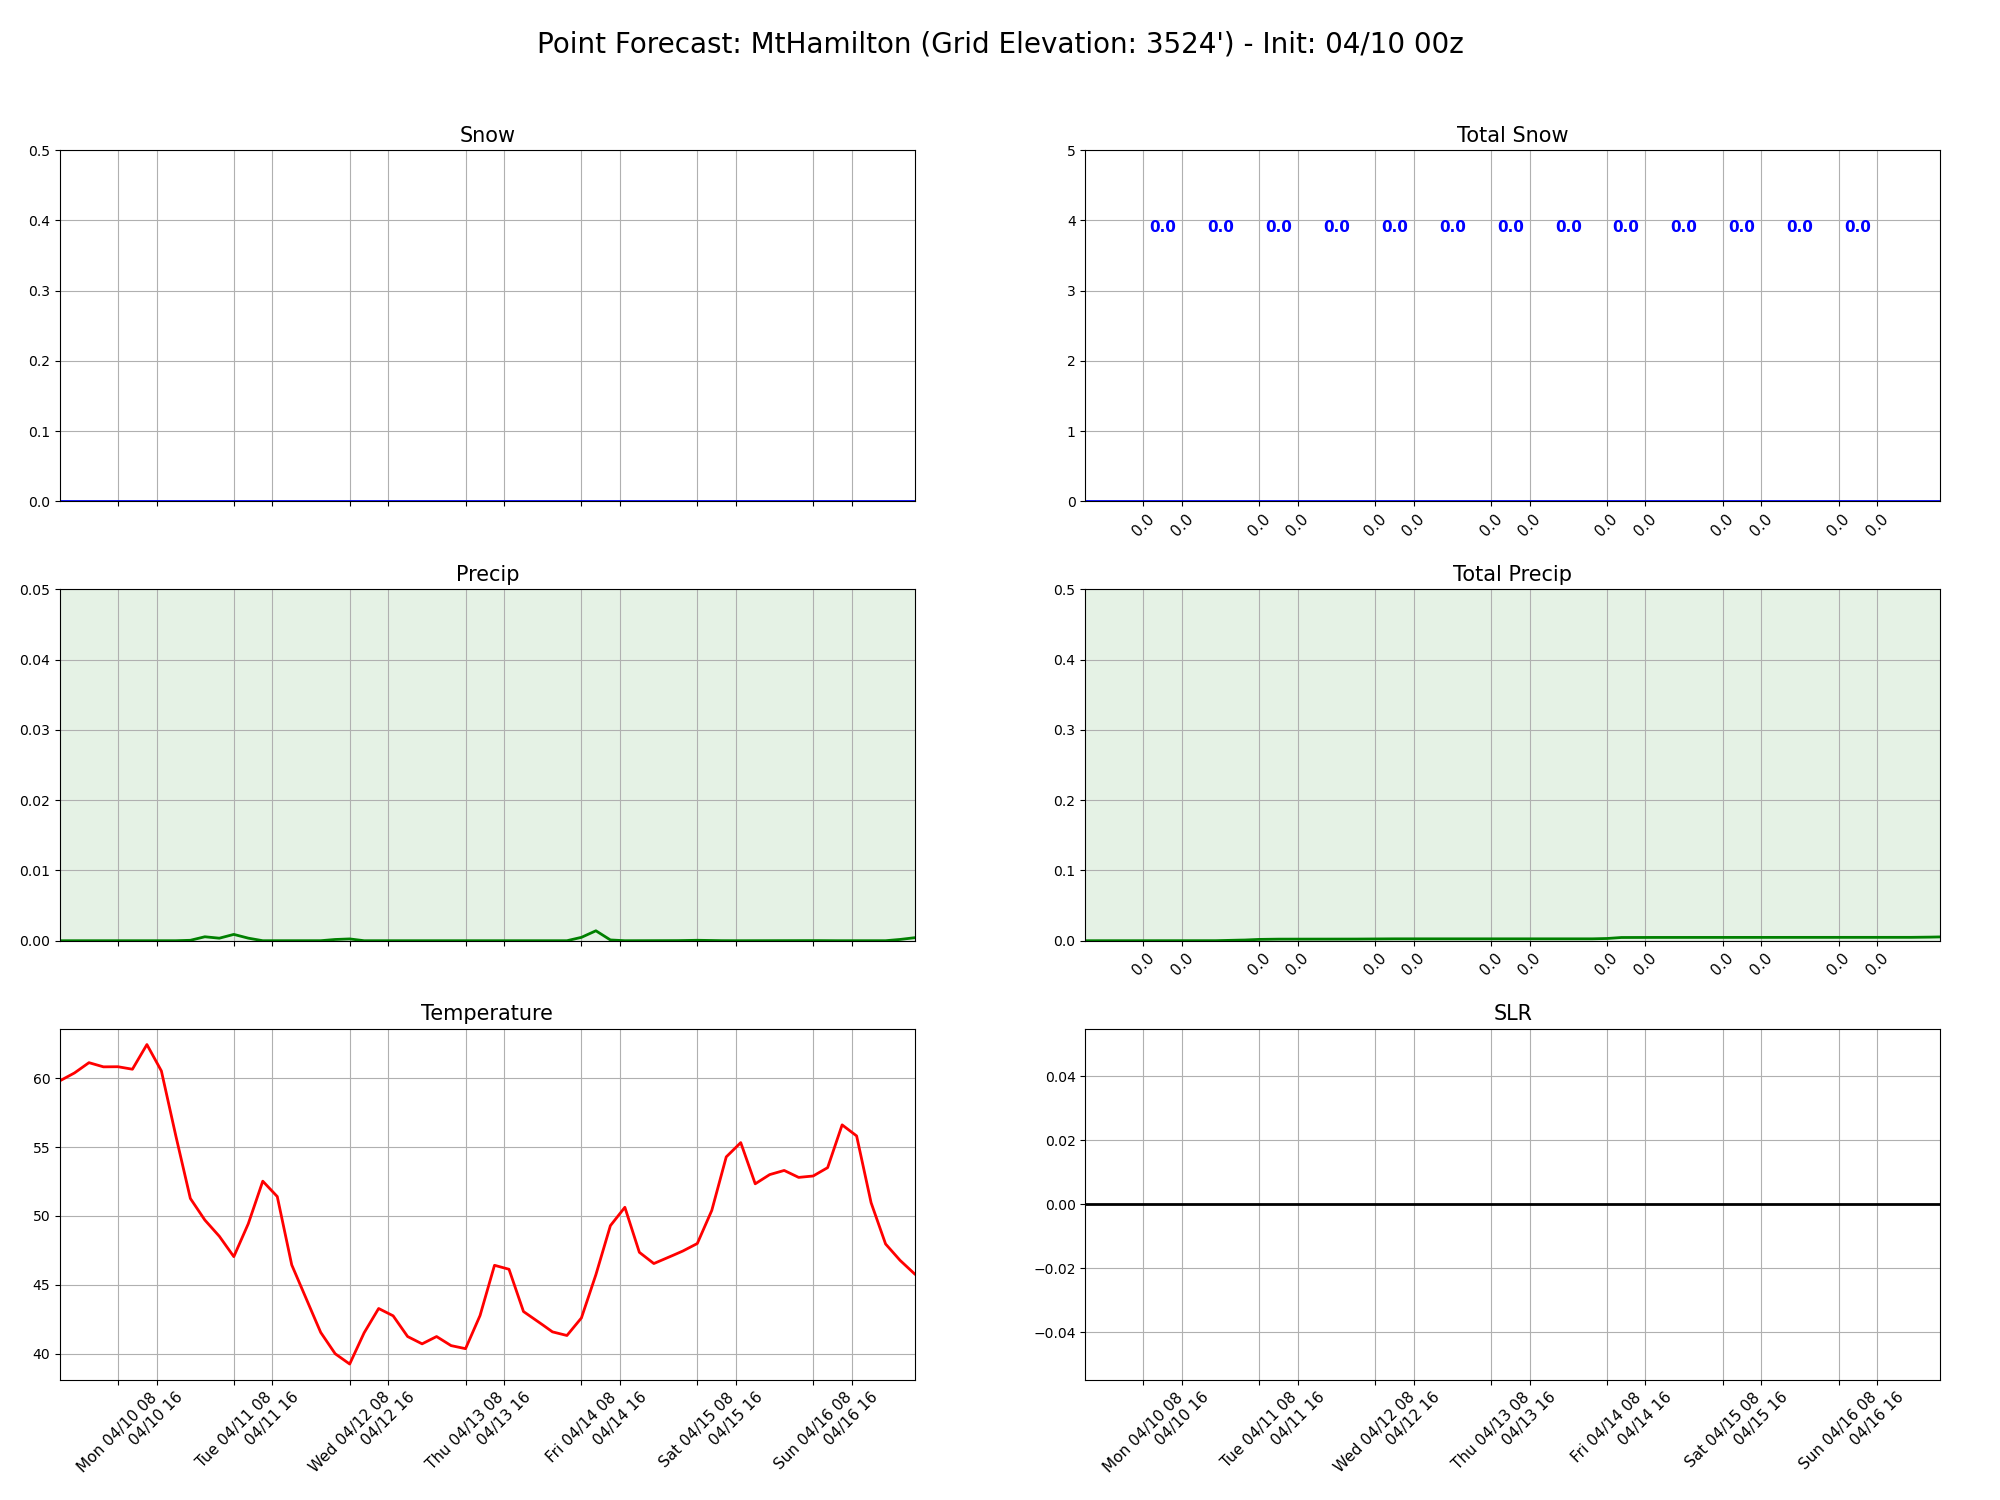 Point Forecast: MtHamilton (Grid Elevation: 3524') - Init: 04/10 00z
Snow
0.5
0.4
0.3
0.2
0.1
0.0
Total Snow
5
4
3
2
1
0
0.0 0.0 0.0 0.0 0.0 0.0 0.0 0.0 0.0 0.0 0.0 0.0 0.0
0.0 0.0 0.0 0.0 0.0 0.0 0.0 0.0 0.0 0.0 0.0 0.0 0.0 0.0
Precip
0.05
0.04
0.03
0.02
0.01
0.00
Total Precip
0.5
0.4
0.3
0.2
0.1
0.0
0.0 0.0 0.0 0.0 0.0 0.0 0.0 0.0 0.0 0.0 0.0 0.0 0.0 0.0
Temperature
60
55
50
45
40
Mon 04/10 08
04/10 16
Tue 04/11 08
04/11 16
Wed 04/12 08
04/12 16
Thu 04/13 08
04/13 16
Fri 04/14 08
04/14 16
Sat 04/15 08
04/15 16
Sun 04/16 08
04/16 16
SLR
0.04
0.02
0.00
−0.02
−0.04
Mon 04/10 08
04/10 16
Tue 04/11 08
04/11 16
Wed 04/12 08
04/12 16
Thu 04/13 08
04/13 16
Fri 04/14 08
04/14 16
Sat 04/15 08
04/15 16
Sun 04/16 08
04/16 16